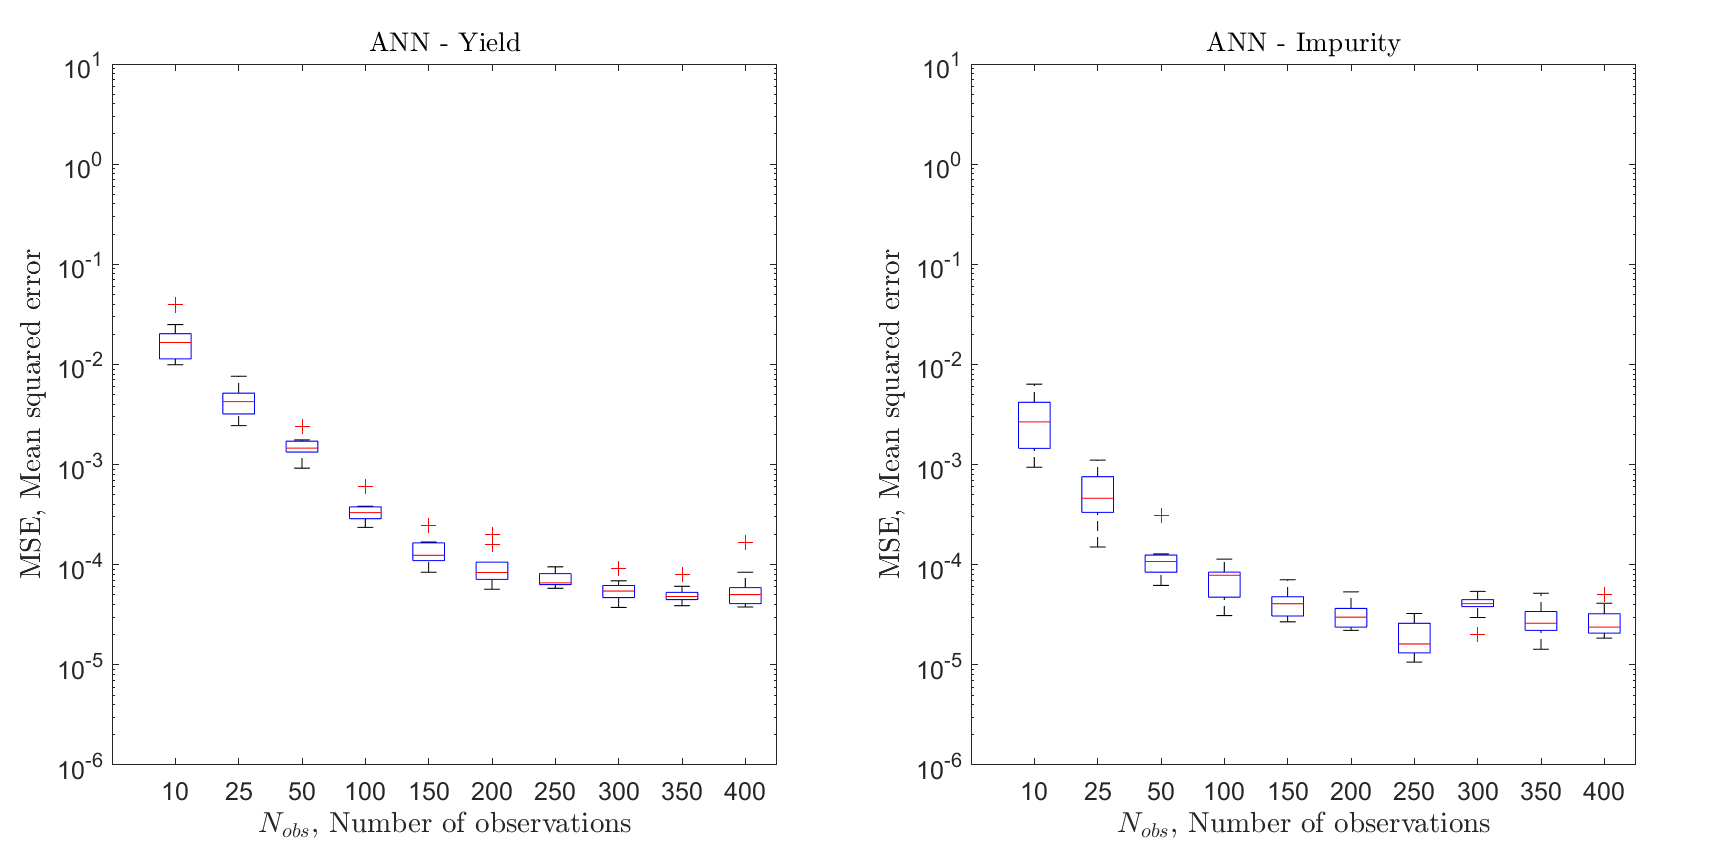 ANN - Yield
MSE, Mean squared error
10^1
10^0
10^-1
10^-2
10^-3
10^-4
10^-5
10^-6
10 25 50 100 150 200 250 300 350 400
N_obs, Number of observations
ANN - Impurity
MSE, Mean squared error
10^1
10^0
10^-1
10^-2
10^-3
10^-4
10^-5
10^-6
10 25 50 100 150 200 250 300 350 400
N_obs, Number of observations